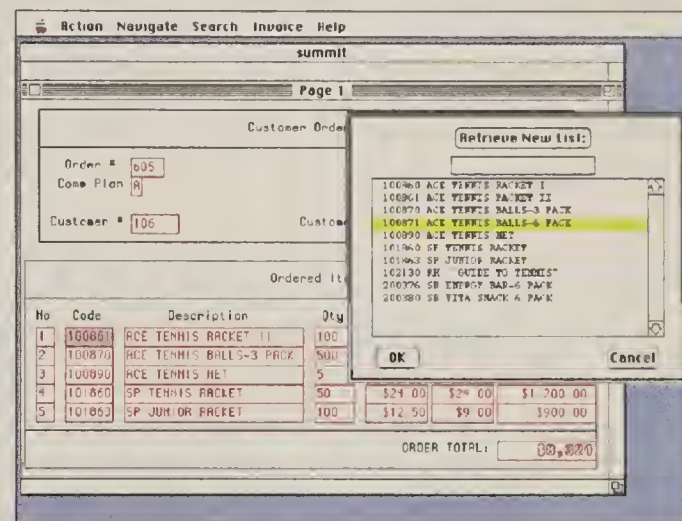 Action Navigate Search Invoice Help
summit
Page 1
Customer Order
Order # 605
Comm Plan A
Customer # 106
Custome
Retrieve New List:
100860 ACE TENNIS RACKET I
100861 ACE TENNIS RACKET II
100870 ACE TENNIS BALLS-3 PACK
100871 ACE TENNIS BALLS-6 PACK
100890 ACE TENNIS NET
101860 SP TENNIS RACKET
101863 SP JUNIOR RACKET
102130 RH "GUIDE TO TENNIS"
200376 SB ENERGY BAR-6 PACK
200380 SB VITA SNACK 6 PACK
OK Cancel
Ordered It
No Code Description Qty
1 100861 ACE TENNIS RACKET II 100
2 100870 ACE TENNIS BALLS-3 PACK 500
3 100890 ACE TENNIS NET 5
4 101860 SP TENNIS RACKET 50 $24 00 $24 00 $1 200 00
5 101863 SP JUNIOR RACKET 100 $12 50 $9 00 $900 00
ORDER TOTAL: